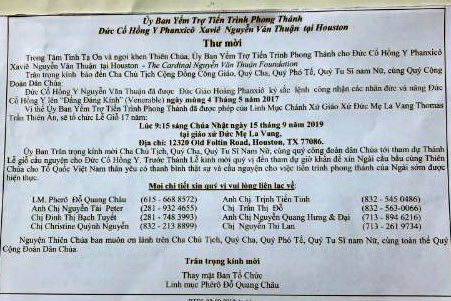 Ủy Ban Yểm Trợ Tiến Trình Phong Thánh
Đức Cố Hồng Y Phanxicô Xaviê Nguyễn Văn Thuận tại Houston
Thư mời
Trong Tâm Tình Tạ Ơn và ngợi khen Thiên Chúa, Ủy Ban Yểm Trợ Tiến Trình Phong Thánh cho Đức Cố Hồng Y Phanxicô
Xaviê Nguyễn Văn Thuận tại Houston - The Cardinal Nguyễn Văn Thuận Foundation
Trân trọng kính báo đến Cha Chủ Tịch Cộng Đồng Công Giáo, Quý Cha, Quý Phó Tế, Quý Tu Sĩ nam Nữ, cùng Quý Cộng
Đoàn Dân Chúa:
Đức Cố Hồng Y Nguyễn Văn Thuận đã được Đức Giáo Hoàng Phanxicô ký sắc lệnh công nhận các nhân đức và nâng Đức
Cố Hồng Y lên "Đấng Đáng Kính" (Venerable) ngày mùng 4 tháng 5 năm 2017
Vì thế Ủy Ban Yểm Trợ Tiến Trình Phong Thánh đã được phép của Linh Mục Chánh Xứ Giáo Xứ Đức Mẹ La Vang Thomas
Trần Thiên Ân, sẽ tổ chức Lễ Giỗ 17 năm:
Lúc 9:15 sáng Chúa Nhật ngày 15 tháng 9 năm 2019
tại giáo xứ Đức Mẹ La Vang,
Địa chỉ: 12320 Old Foltin Road, Houston, TX 77086.
Ủy Ban Trân trọng kính mời Cha Chủ Tịch, Quý Cha, Quý Phó Tế, Quý Tu Sĩ Nam Nữ, cùng quý công đoàn dân Chúa tới tham dự Thánh
Lễ giỗ cầu nguyện cho Đức Cố Hồng Y. Trước Thánh Lễ kính mời quý vị đến tham dự giờ khấn để xin Ngài cầu bầu cùng Thiên
Chúa cho Tổ Quốc Việt Nam thân yêu có thanh bình thật sự và cầu nguyện cho việc tiến trình phong thánh của Ngài sớm được
hiện thực.
Mọi chi tiết xin quý vị vui lòng liên lạc về:
LM. Phêrô Đỗ Quang Châu (615 - 668 8572) Anh Chị Trịnh Tiến Tinh (832 - 545 0486)
Anh Chị Nguyễn Tài Peter (281 - 932 4655) Chị Trần Thị Đỗ (832 - 563-0066)
Chị Đinh Thị Bạch Tuyết (281 - 748 3993) Anh Chị Nguyễn Quang Hưng & Đại (713 - 894 6216)
Chị Christine Quỳnh Nguyễn (832 - 213 8899) Chị Nguyễn Thị Lan (713 - 261 9734)
Nguyện Thiên Chúa ban muôn ơn lành trên Cha Chủ Tịch, Quý Cha, Quý Phó Tế, Quý Tu Sĩ nam Nữ, cùng toàn thể Quý
Cộng Đoàn Dân Chúa.
Trân trọng kính mời
Thay mặt Ban Tổ Chức
Linh mục Phêrô Đỗ Quang Châu